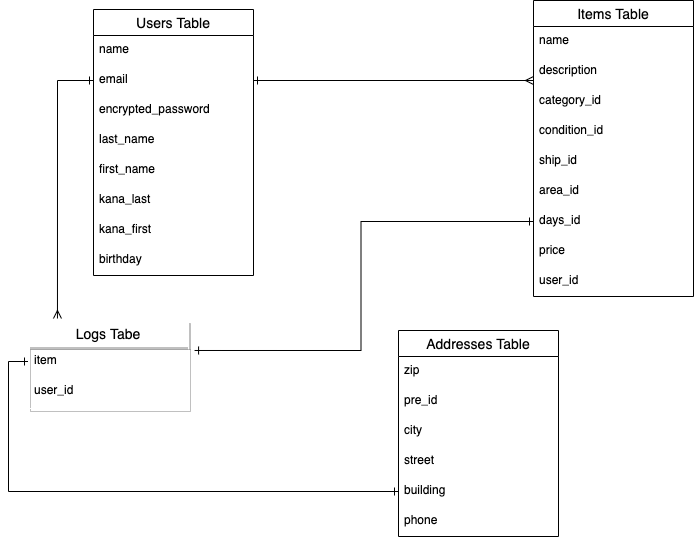 Users Table
name
email
encrypted_password
last_name
first_name
kana_last
kana_first
birthday
Items Table
name
description
category_id
condition_id
ship_id
area_id
days_id
price
user_id
Logs Tabe
item
user_id
Addresses Table
zip
pre_id
city
street
building
phone